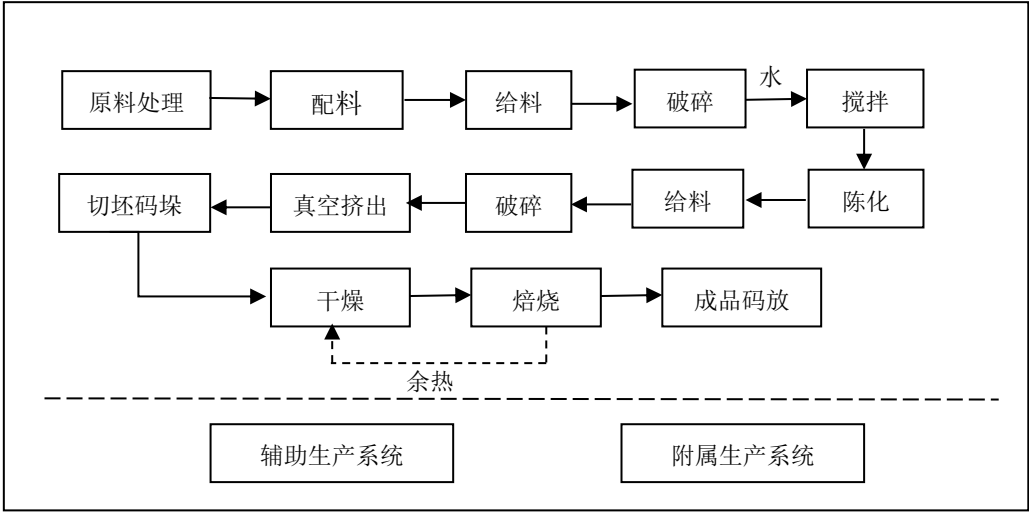 水
原料处理 配料 给料 破碎 搅拌
切坯码垛 真空挤出 破碎 给料 陈化
干燥 焙烧 成品码放
余热
辅助生产系统 附属生产系统